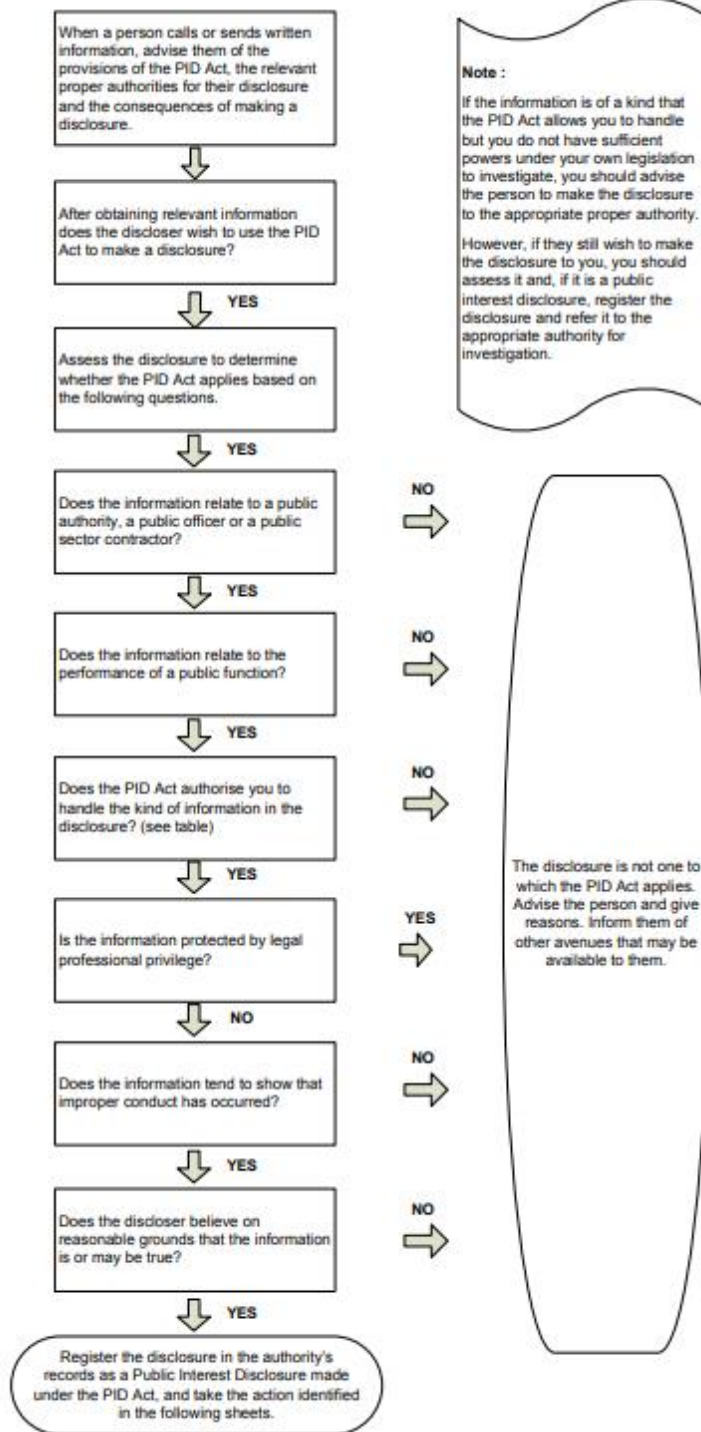 When a person calls or sends written
information, advise them of the
provisions of the PID Act, the relevant
proper authorities for their disclosure
and the consequences of making a
disclosure.
Note :
If the information is of a kind that
the PID Act allows you to handle
but you do not have sufficient
powers under your own legislation
to investigate, you should advise
the person to make the disclosure
to the appropriate proper authority.
However, if they still wish to make
the disclosure to you, you should
assess it and, if it is a public
interest disclosure, register the
disclosure and refer it to the
appropriate authority for
investigation.
After obtaining relevant information
does the discloser wish to use the PID
Act to make a disclosure?
YES
Assess the disclosure to determine
whether the PID Act applies based on
the following questions.
YES
Does the information relate to a public
authority, a public officer or a public
sector contractor?
NO
YES
Does the information relate to the
performance of a public function?
NO
YES
Does the PID Act authorise you to
handle the kind of information in the
disclosure? (see table)
NO
YES
Is the information protected by legal
professional privilege?
YES
NO
Does the information tend to show that
improper conduct has occurred?
NO
YES
Does the discloser believe on
reasonable grounds that the information
is or may be true?
NO
YES
The disclosure is not one to
which the PID Act applies.
Advise the person and give
reasons. Inform them of
other avenues that may be
available to them.
Register the disclosure in the authority's
records as a Public Interest Disclosure made
under the PID Act, and take the action identified
in the following sheets.